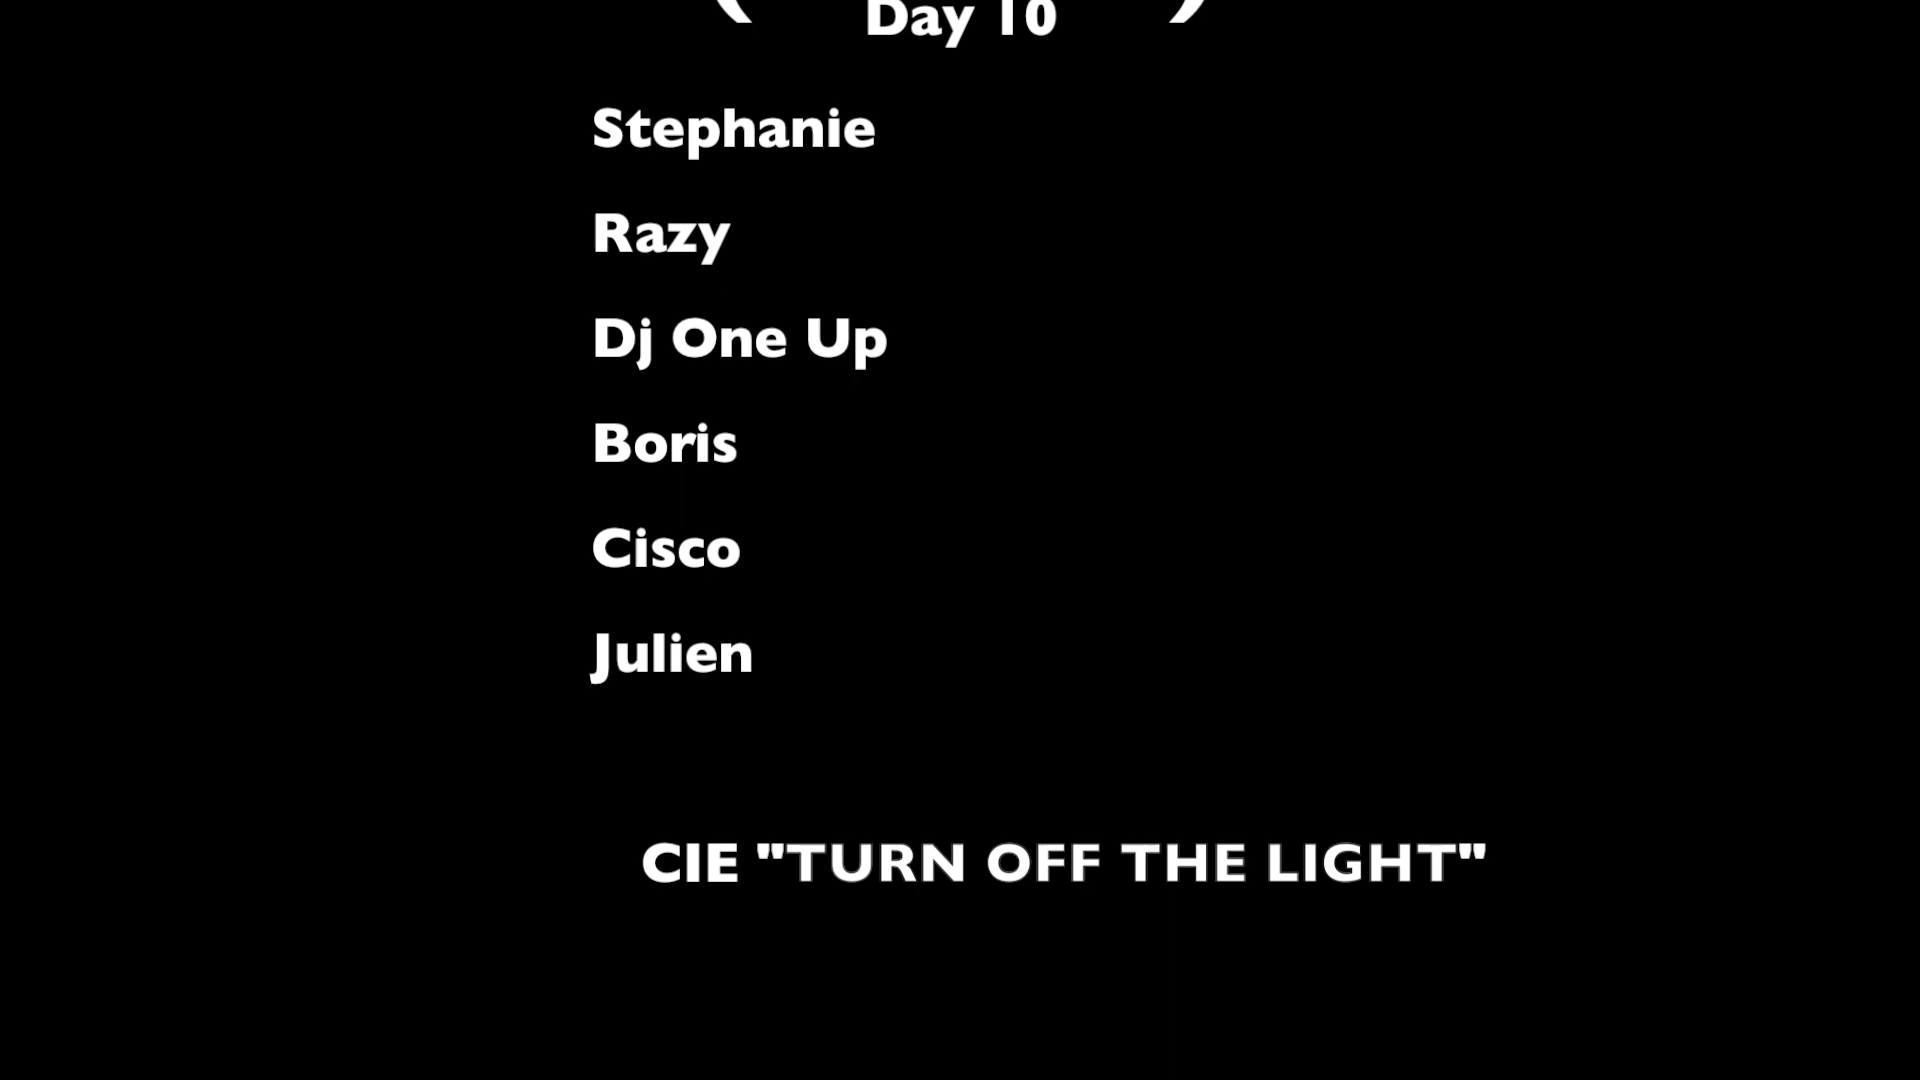 Day 10
Stephanie
Razy
Dj One Up
Boris
Cisco
Julien
CIE "TURN OFF THE LIGHT"